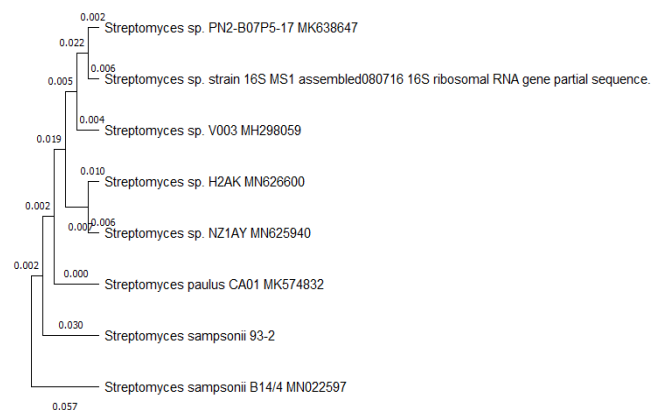 0.002
Streptomyces sp. PN2-B07P5-17 MK638647
0.022
0.006
Streptomyces sp. strain 16S MS1 assembled080716 16S ribosomal RNA gene partial sequence.
0.005
0.004
Streptomyces sp. V003 MH298059
0.019
0.010
Streptomyces sp. H2AK MN626600
0.002
0.007
0.006
Streptomyces sp. NZ1AY MN625940
0.002
0.000
Streptomyces paulus CA01 MK574832
0.030
Streptomyces sampsonii 93-2
Streptomyces sampsonii B14/4 MN022597
0.057